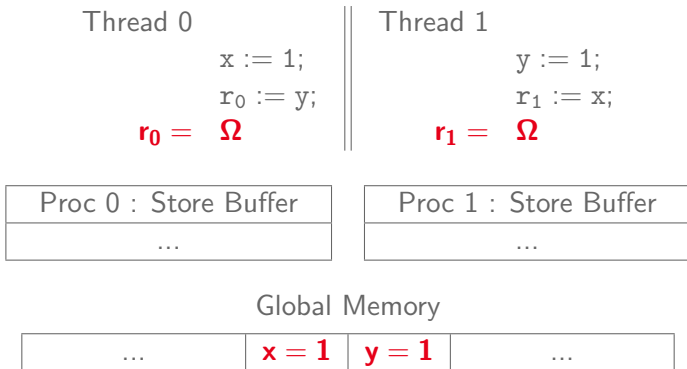 Thread 0 Thread 1
x := 1; y := 1;
r₀ := y; r₁ := x;
r₀ = Ω r₁ = Ω
Proc 0 : Store Buffer Proc 1 : Store Buffer
... ...
Global Memory
... x = 1 y = 1 ...